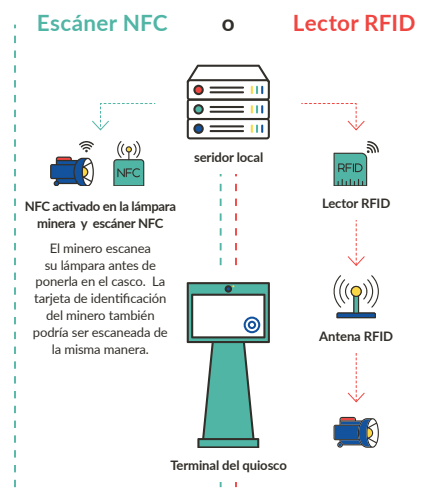 Escáner NFC o Lector RFID
seridor local
NFC
RFID
NFC activado en la lámpara
minera y escáner NFC
Lector RFID
El minero escanea
su lámpara antes de
ponerla en el casco. La
tarjeta de identificación
del minero también
podría ser escaneada de
la misma manera.
Antena RFID
Terminal del quiosco